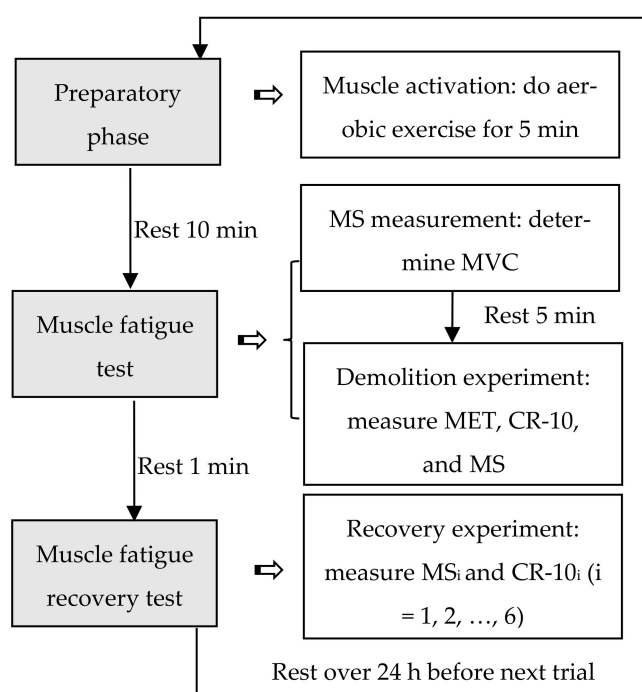 Preparatory
phase
Muscle activation: do aer-
obic exercise for 5 min
Rest 10 min
MS measurement: deter-
mine MVC
Rest 5 min
Muscle fatigue
test
Demolition experiment:
measure MET, CR-10,
and MS
Rest 1 min
Muscle fatigue
recovery test
Recovery experiment:
measure MSi and CR-10i (i
= 1, 2, …, 6)
Rest over 24 h before next trial